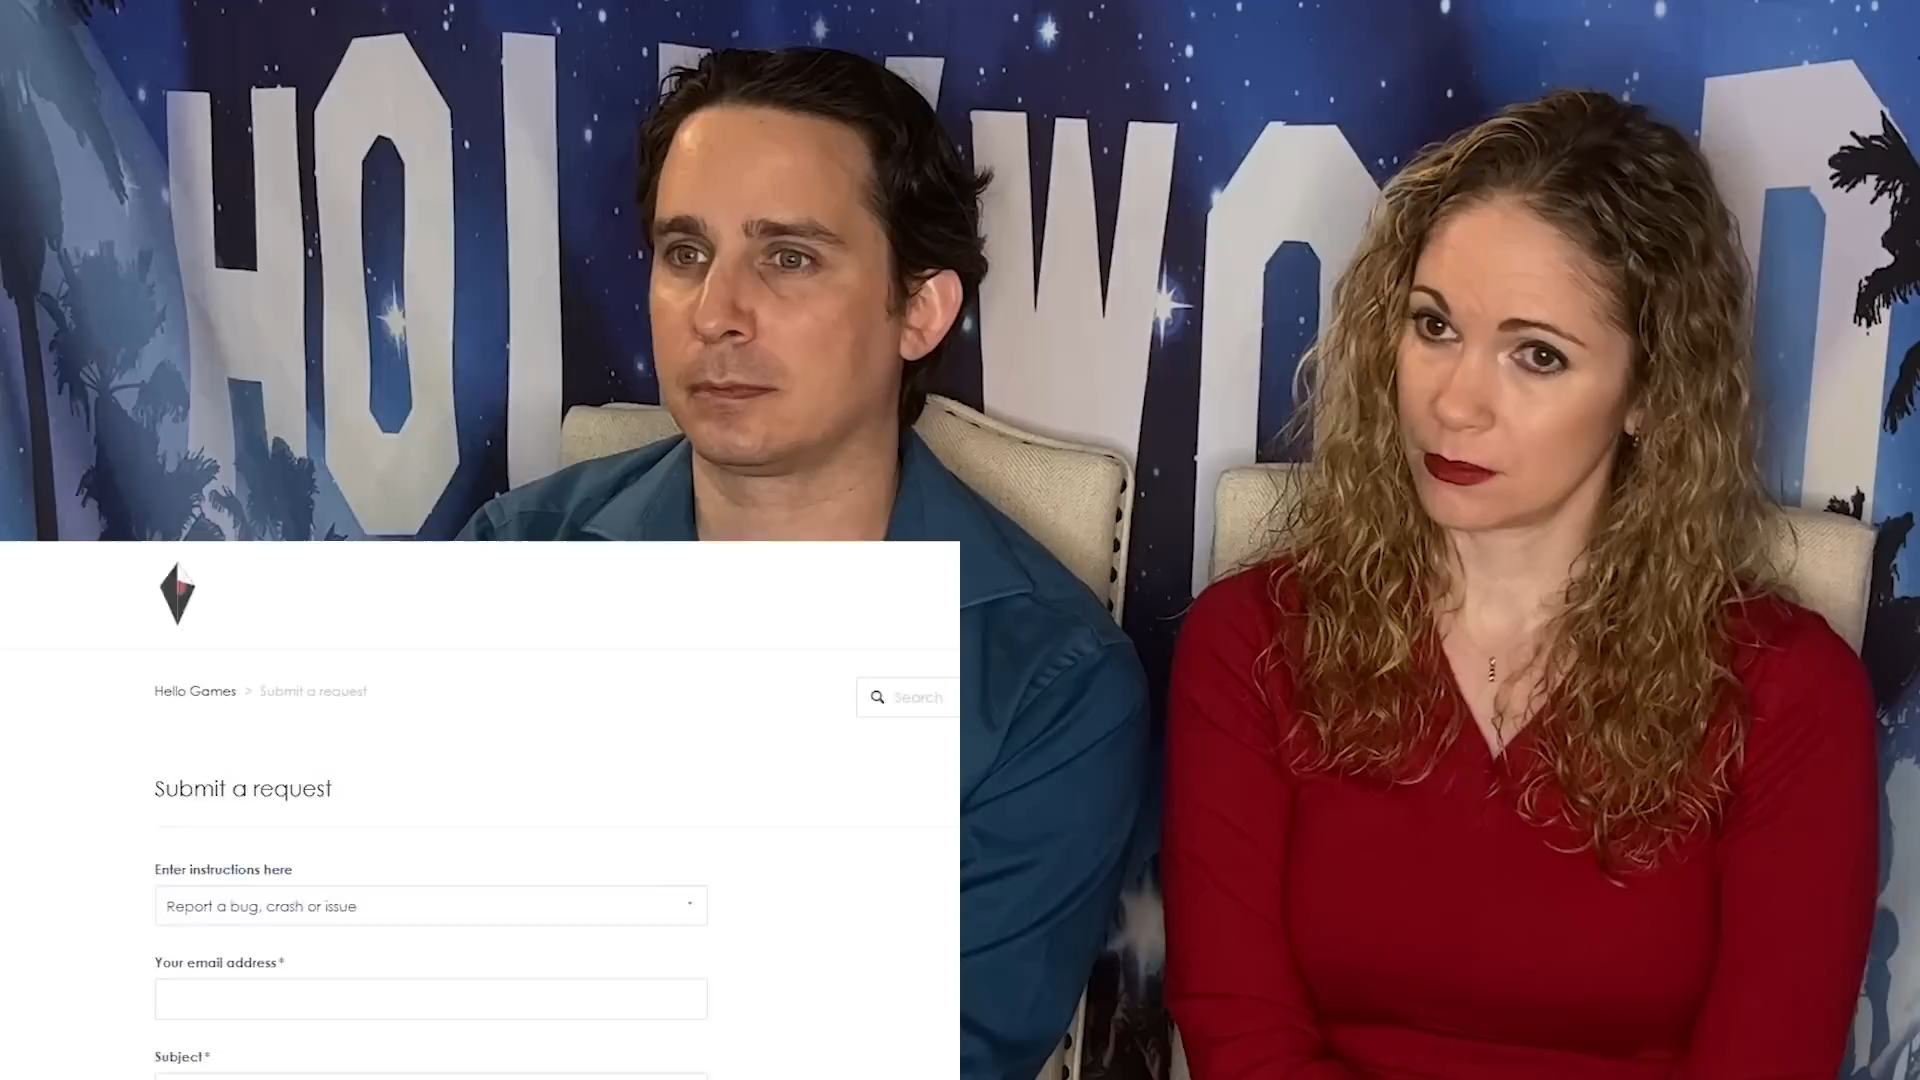 HOLLYWOOD
Hello Games > Submit a request
Search
Submit a request
Enter instructions here
Report a bug, crash or issue
Your email address*
Subject*